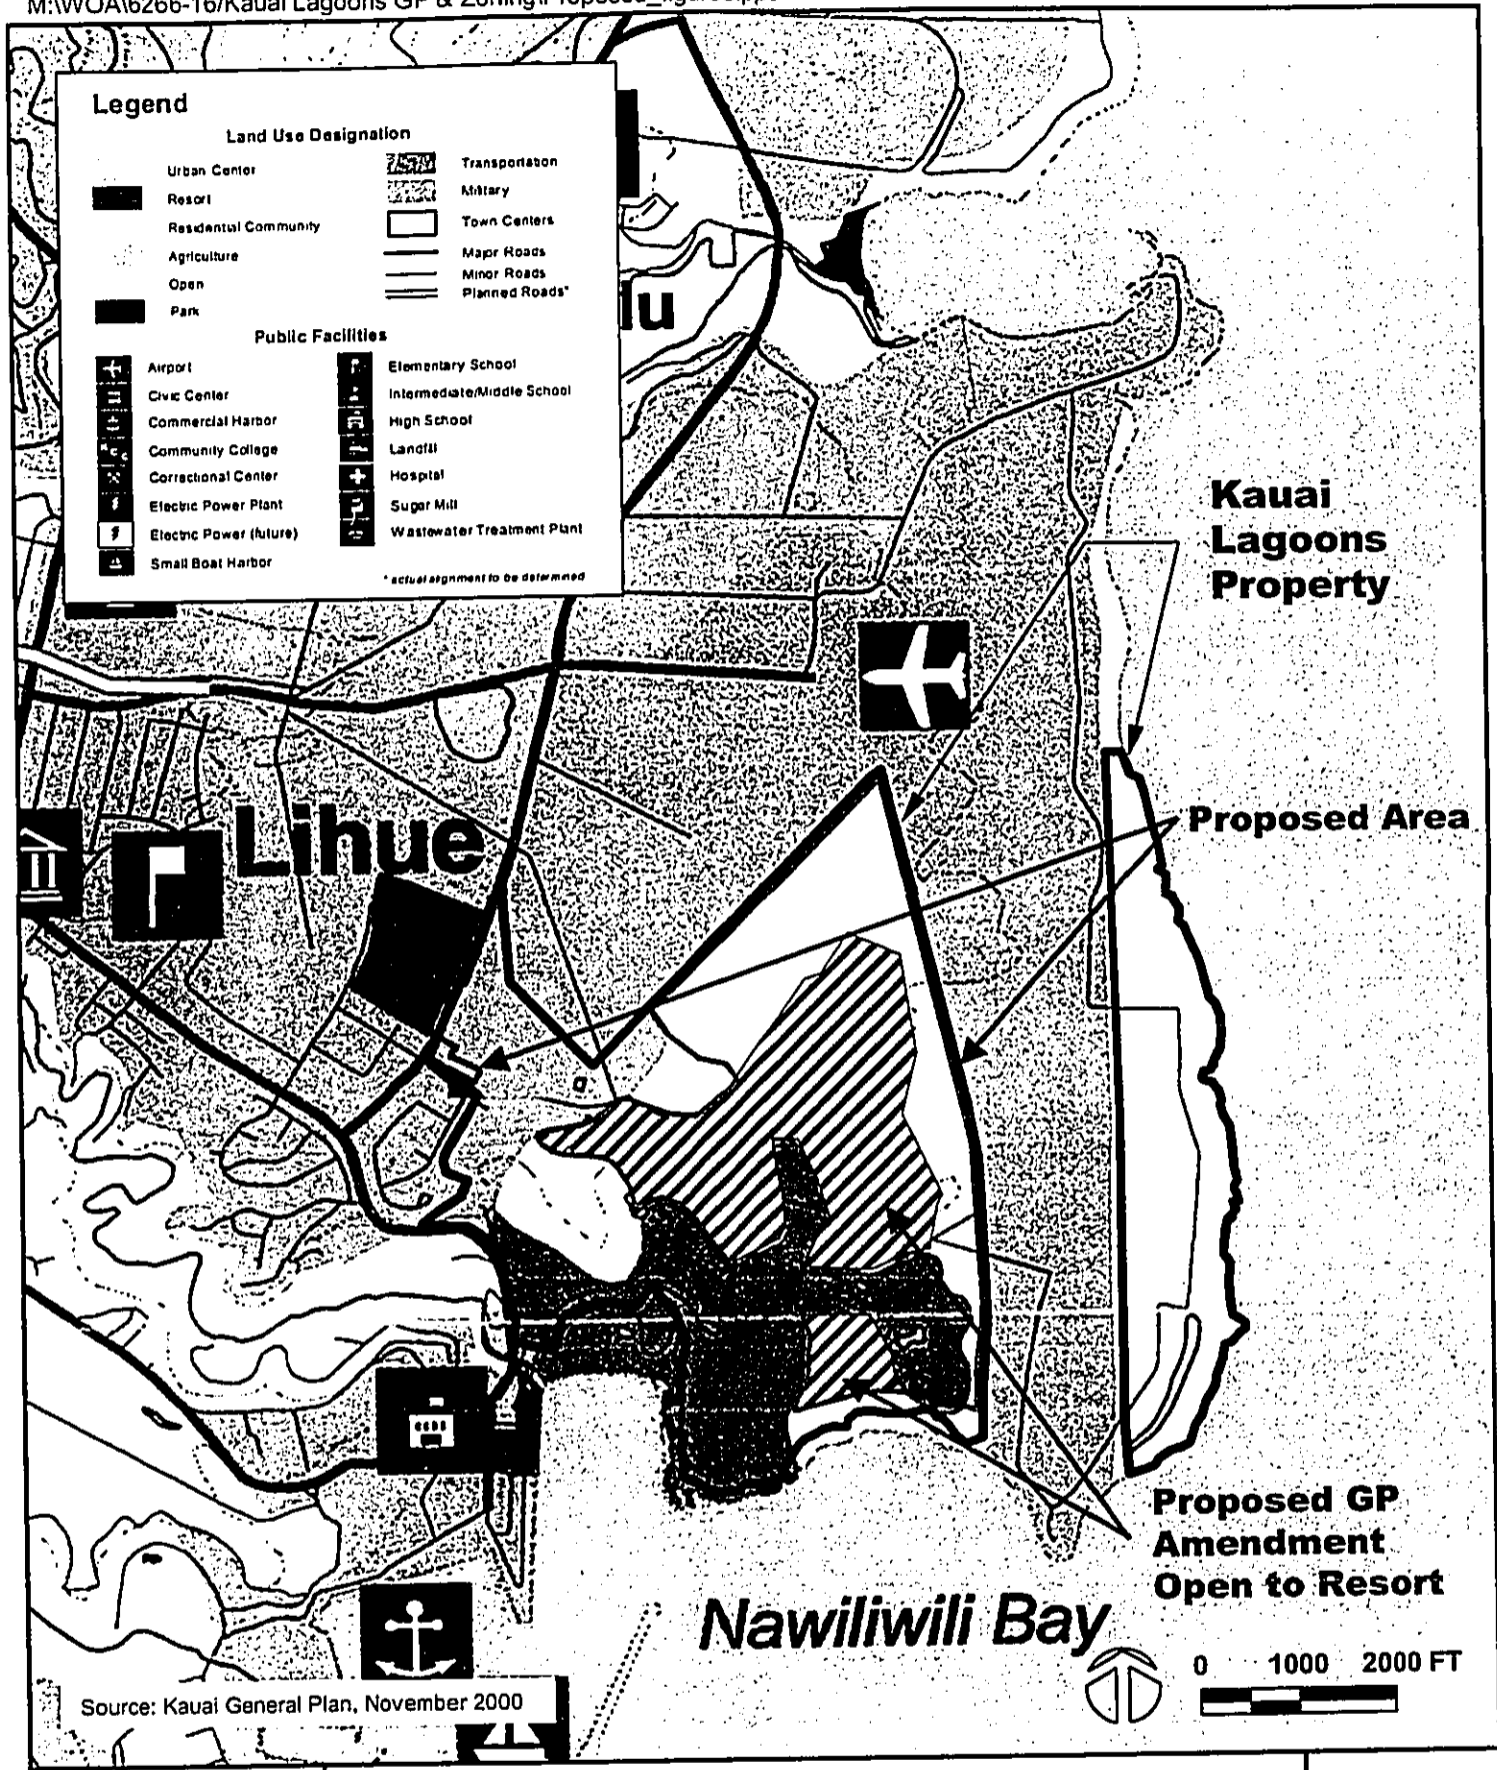 Legend
Land Use Designation
Urban Center
Resort
Residential Community
Agriculture
Open
Park
Transportation
Military
Town Centers
Major Roads
Minor Roads
Planned Roads*
Public Facilities
Airport
Civic Center
Commercial Harbor
Community College
Correctional Center
Electric Power Plant
Electric Power (future)
Small Boat Harbor
Elementary School
Intermediate/Middle School
High School
Landfill
Hospital
Sugar Mill
Wastewater Treatment Plant
* actual alignment to be determined
lu
Kauai
Lagoons
Property
Proposed Area
Lihue
Proposed GP
Amendment
Open to Resort
Nawiliwili Bay
0 1000 2000 FT
Source: Kauai General Plan, November 2000